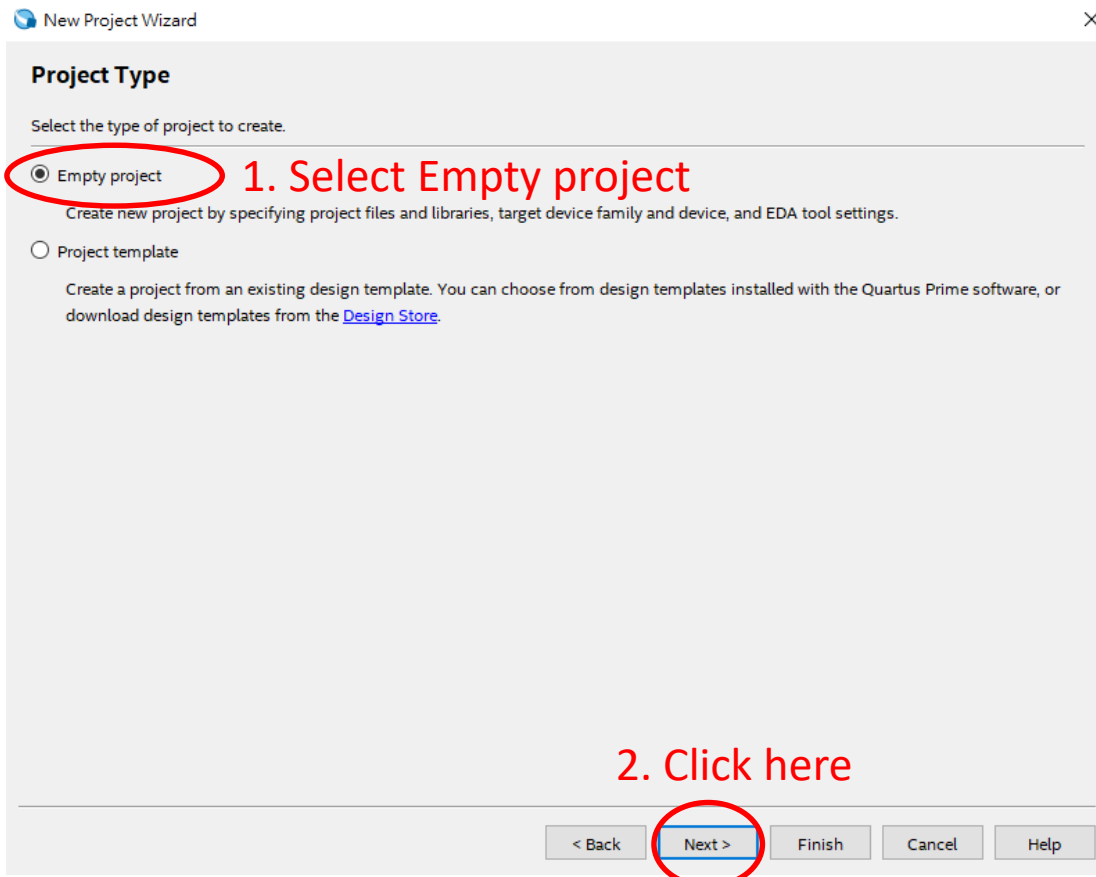 New Project Wizard
Project Type
Select the type of project to create.
Empty project
1. Select Empty project
Create new project by specifying project files and libraries, target device family and device, and EDA tool settings.
Project template
Create a project from an existing design template. You can choose from design templates installed with the Quartus Prime software, or
download design templates from the Design Store.
2. Click here
< Back Next > Finish Cancel Help